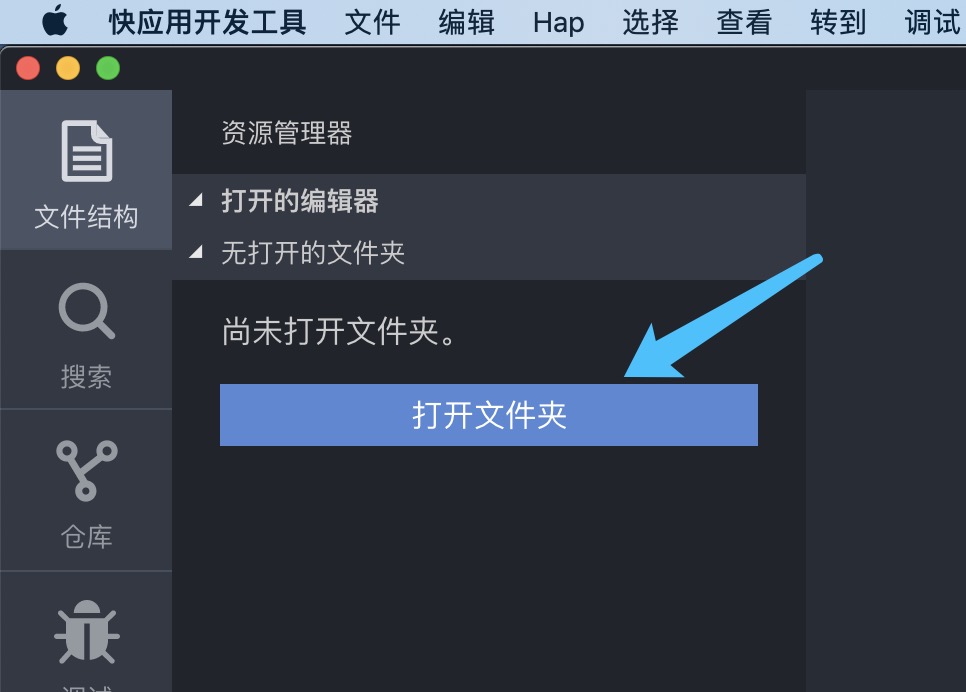 快应用开发工具 文件 编辑 Hap 选择 查看 转到 调试
资源管理器
打开的编辑器
文件结构
无打开的文件夹
尚未打开文件夹。
搜索
打开文件夹
仓库
调试